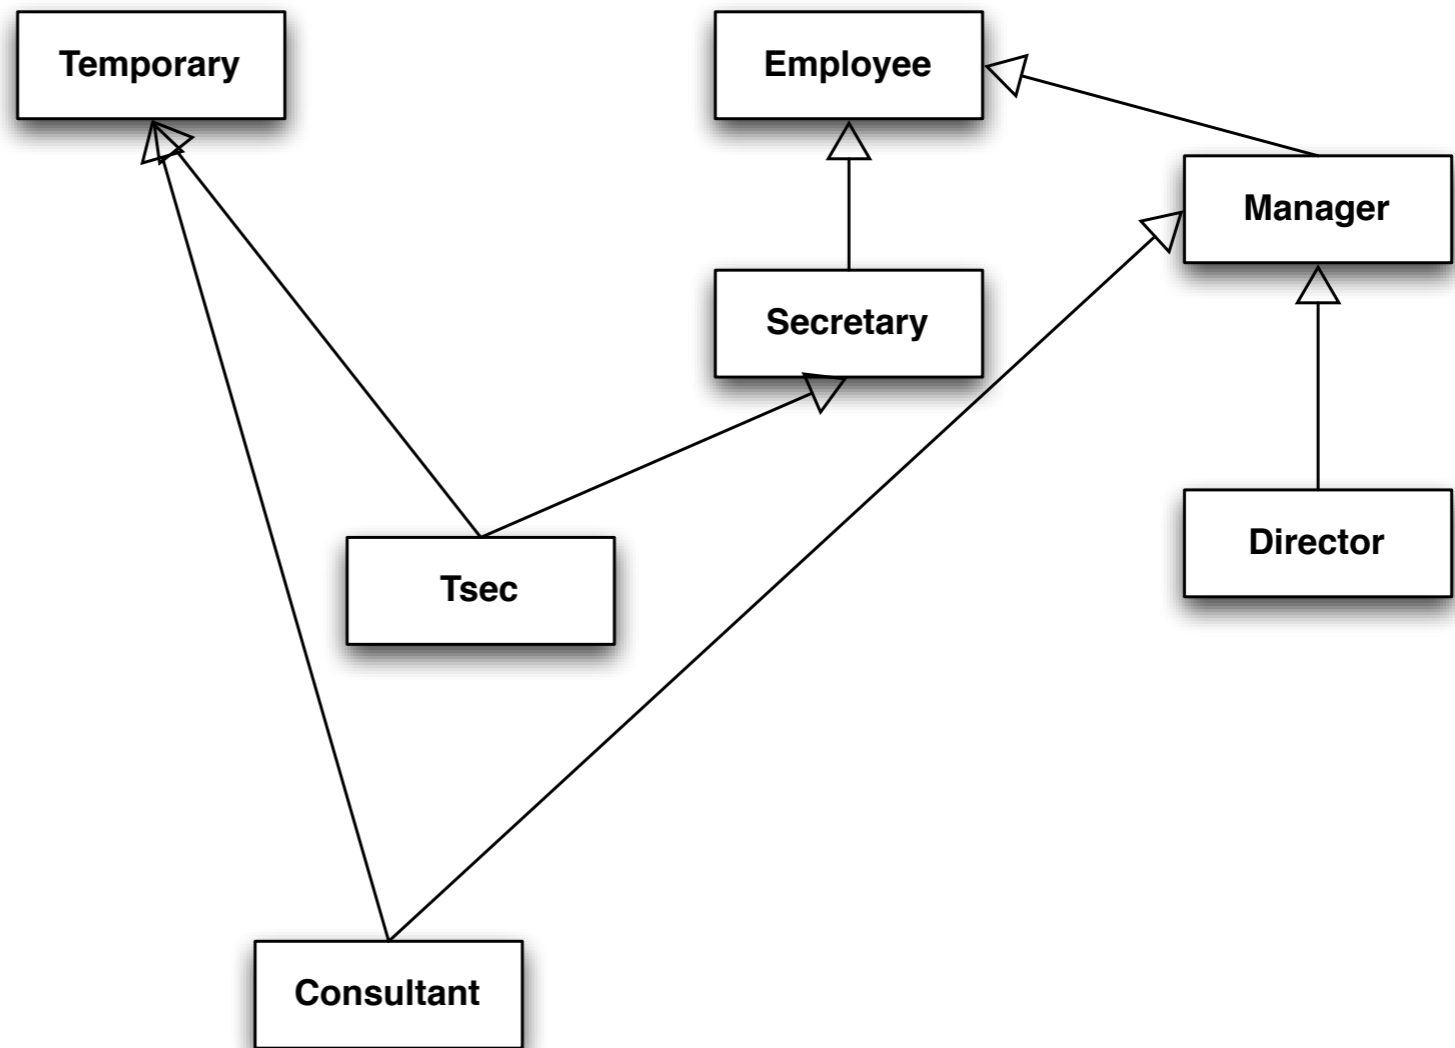 Temporary
Employee
Manager
Secretary
Director
Tsec
Consultant